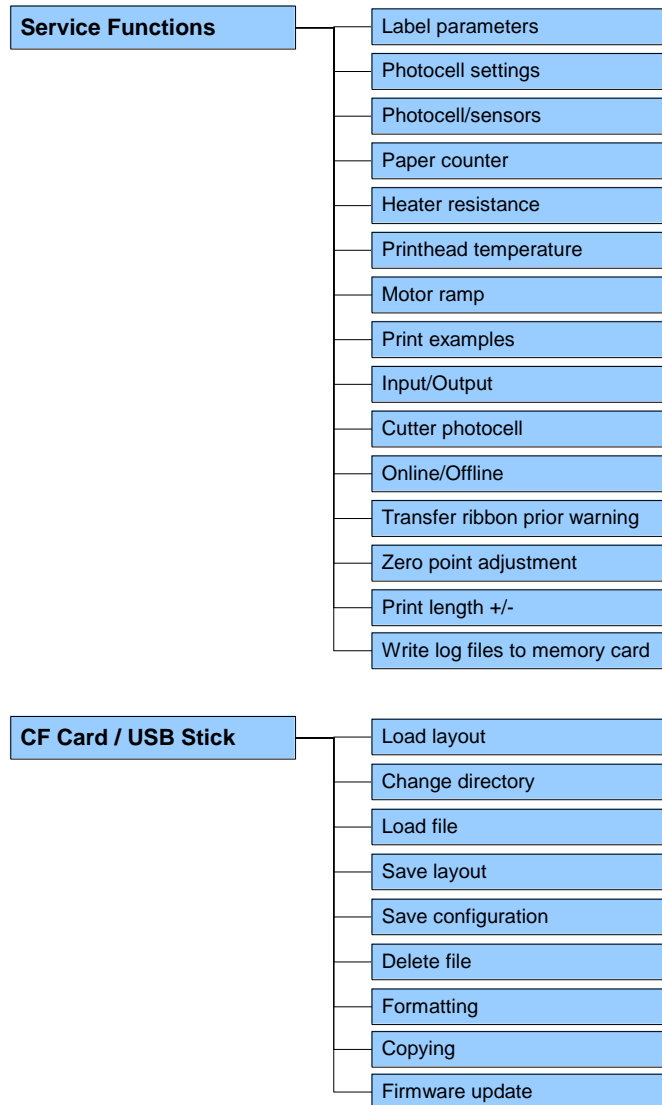 Service Functions
Label parameters
Photocell settings
Photocell/sensors
Paper counter
Heater resistance
Printhead temperature
Motor ramp
Print examples
Input/Output
Cutter photocell
Online/Offline
Transfer ribbon prior warning
Zero point adjustment
Print length +/-
Write log files to memory card
CF Card / USB Stick
Load layout
Change directory
Load file
Save layout
Save configuration
Delete file
Formatting
Copying
Firmware update